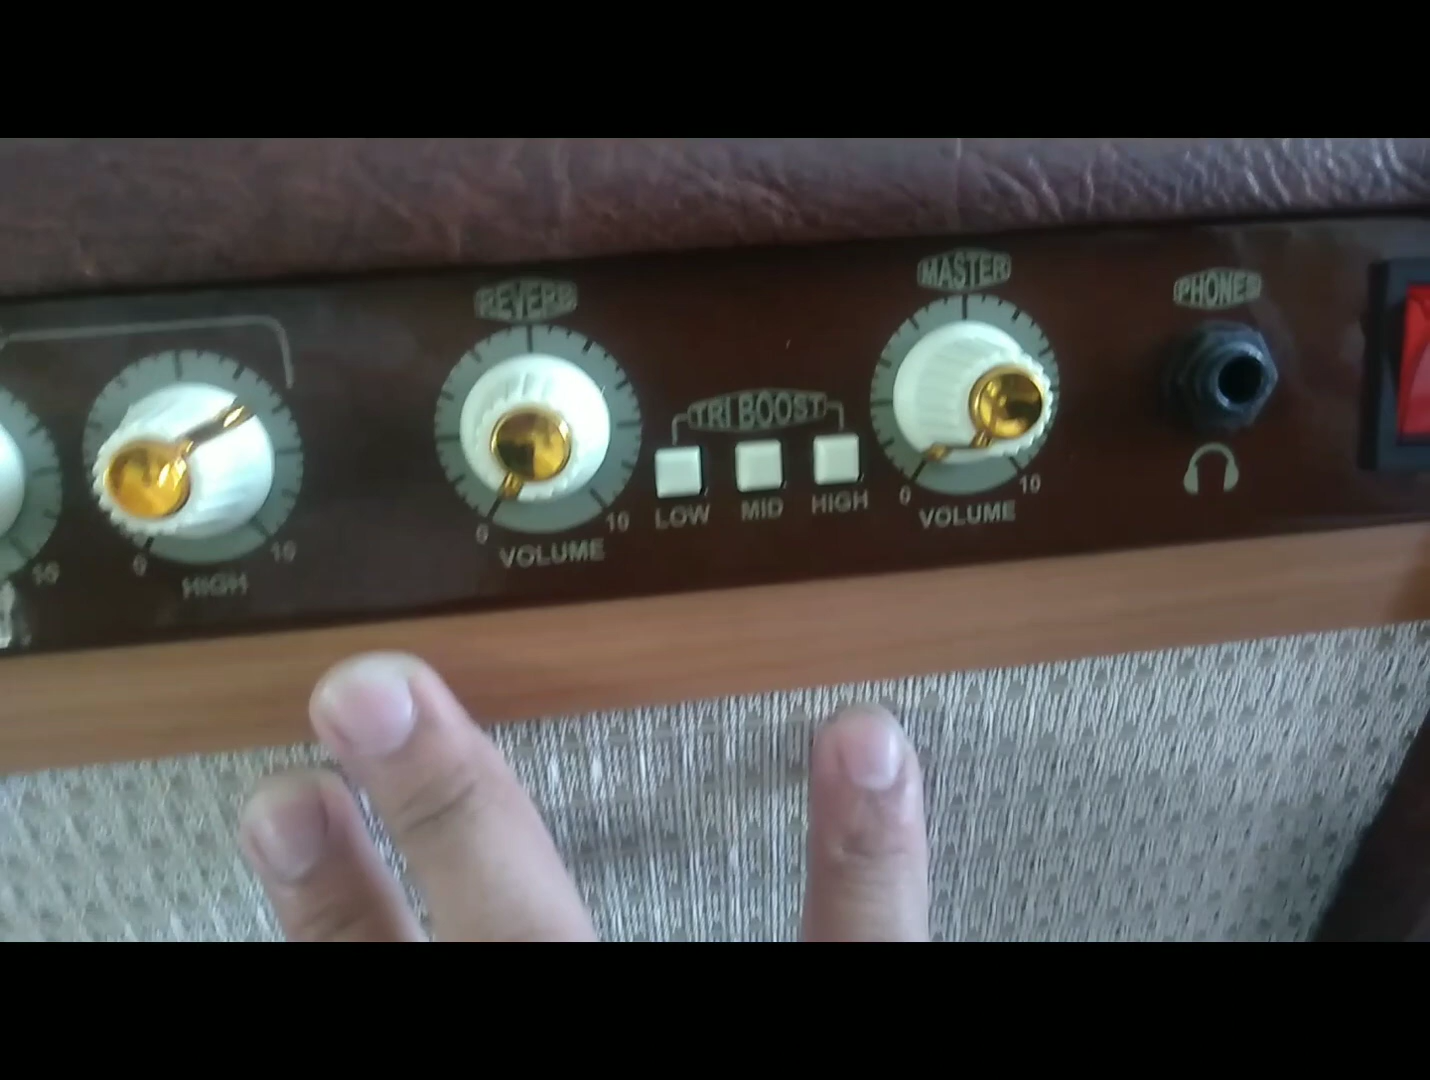 REVERB
MASTER
PHONES
TRI BOOST
10
0 10
HIGH
0 10
VOLUME
LOW MID HIGH
0 10
VOLUME